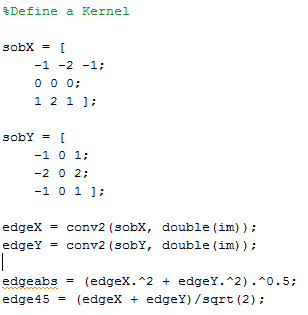 %Define a Kernel
sobX = [
-1 -2 -1;
0 0 0;
1 2 1 ];
sobY = [
-1 0 1;
-2 0 2;
-1 0 1 ];
edgeX = conv2(sobX, double(im));
edgeY = conv2(sobY, double(im));
edgeabs = (edgeX.^2 + edgeY.^2).^0.5;
edge45 = (edgeX + edgeY)/sqrt(2);